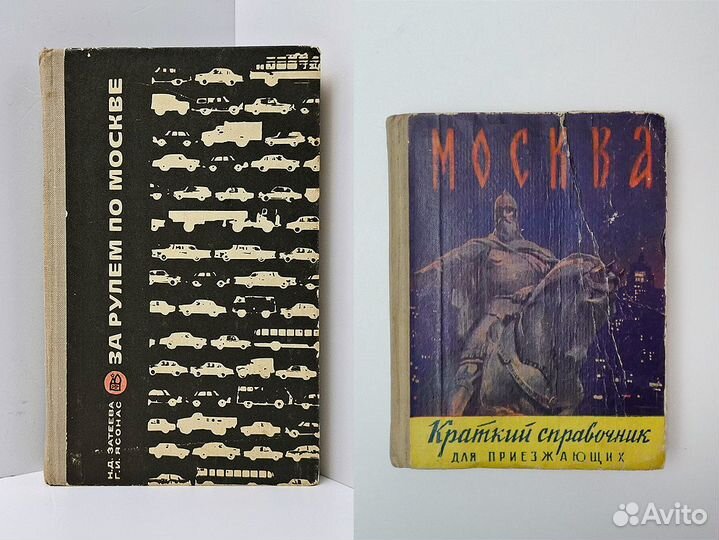 ЗА РУЛЕМ ПО МОСКВЕ
Н.Д. ЗАТЕЕВА
Г.И. ЯСОНАС
МОСКВА
Краткий справочник
ДЛЯ ПРИЕЗЖАЮЩИХ
Avito